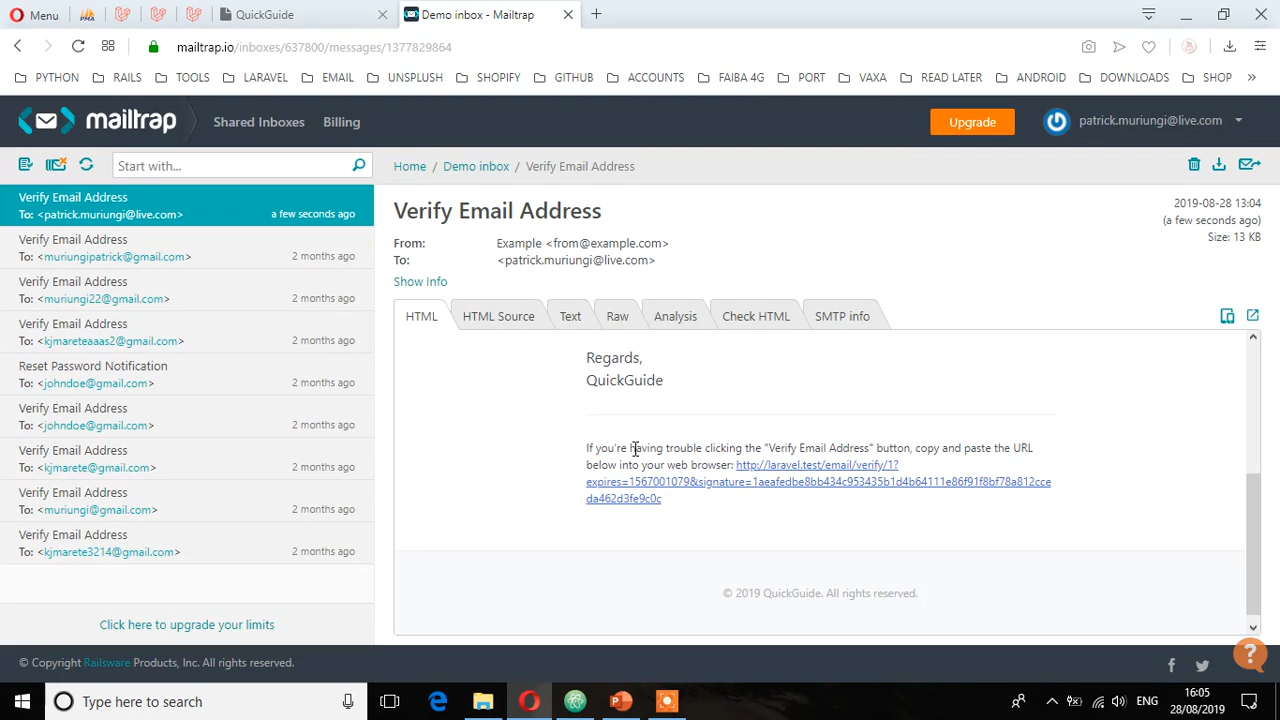 Menu
QuickGuide
Demo inbox - Mailtrap
mailtrap.io/inboxes/637800/messages/1377829864
PYTHON
RAILS
TOOLS
LARAVEL
EMAIL
UNSPLUSH
SHOPIFY
GITHUB
ACCOUNTS
FAIBA 4G
PORT
VAXA
READ LATER
ANDROID
DOWNLOADS
SHOP
mailtrap
Shared Inboxes
Billing
Upgrade
patrick.muriungi@live.com
Start with...
Home / Demo inbox / Verify Email Address
Verify Email Address
To: <patrick.muriungi@live.com> a few seconds ago
Verify Email Address
To: <muriungipatrick@gmail.com> 2 months ago
Verify Email Address
To: <muriungi22@gmail.com> 2 months ago
Verify Email Address
To: <kjmareteaaas2@gmail.com> 2 months ago
Reset Password Notification
To: <johndoe@gmail.com> 2 months ago
Verify Email Address
To: <johndoe@gmail.com> 2 months ago
Verify Email Address
To: <kjmarete@gmail.com> 2 months ago
Verify Email Address
To: <muriungi@gmail.com> 2 months ago
Verify Email Address
To: <kjmarete3214@gmail.com> 2 months ago
Click here to upgrade your limits
Verify Email Address
2019-08-28 13:04
(a few seconds ago)
Size: 13 KB
From: Example <from@example.com>
To: <patrick.muriungi@live.com>
Show Info
HTML
HTML Source
Text
Raw
Analysis
Check HTML
SMTP info
Regards,
QuickGuide
If you're having trouble clicking the "Verify Email Address" button, copy and paste the URL
below into your web browser: http://laravel.test/email/verify/1?
expires=1567001079&signature=1aeafedbe8bb434c953435b1d4b64111e86f91f8bf78a812cce
da462d3fe9c0c
© 2019 QuickGuide. All rights reserved.
© Copyright Railsware Products, Inc. All rights reserved.
Type here to search
ENG
16:05
28/08/2019